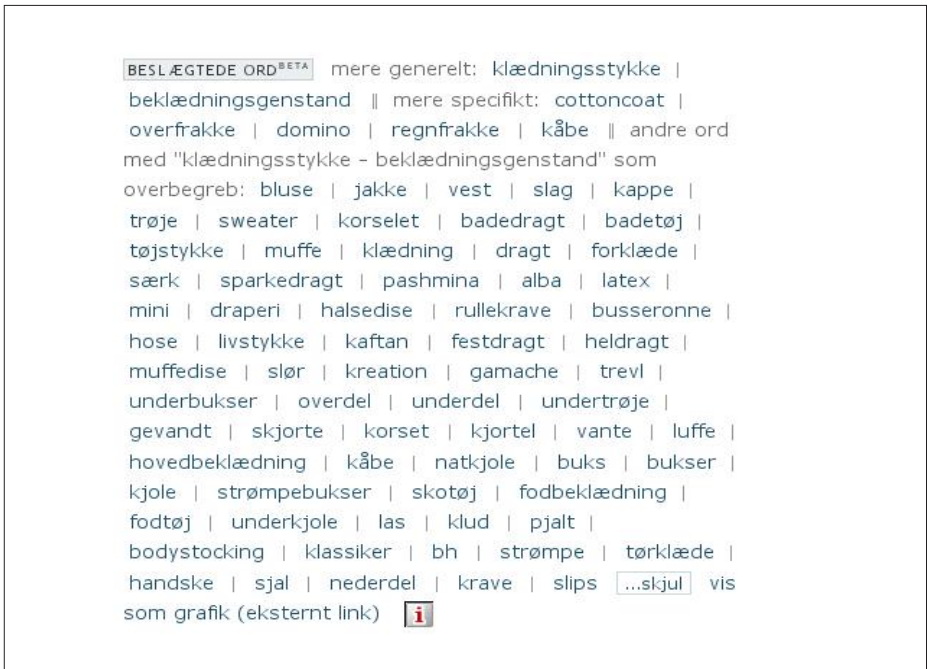 BESLÆGTEDE ORD BETA mere generelt: klædningsstykke |
beklædningsgenstand || mere specifikt: cottoncoat |
overfrakke | domino | regnfrakke | kåbe || andre ord
med "klædningsstykke – beklædningsgenstand" som
overbegreb: bluse | jakke | vest | slag | kappe |
trøje | sweater | korselet | badedragt | badetøj |
tøjstykke | muffe | klædning | dragt | forklæde |
særk | sparkedragt | pashmina | alba | latex |
mini | draperi | halsedise | rullekrave | busseronne |
hose | livstykke | kaftan | festdragt | heldragt |
muffedise | slør | kreation | gamache | trevl |
underbukser | overdel | underdel | undertrøje |
gevandt | skjorte | korset | kjortel | vante | luffe |
hovedbeklædning | kåbe | natkjole | buks | bukser |
kjole | strømpebukser | skotøj | fodbeklædning |
fodtøj | underkjole | las | klud | pjalt |
bodystocking | klassiker | bh | strømpe | tørklæde |
handske | sjal | nederdel | krave | slips ...skjul vis
som grafik (eksternt link) i